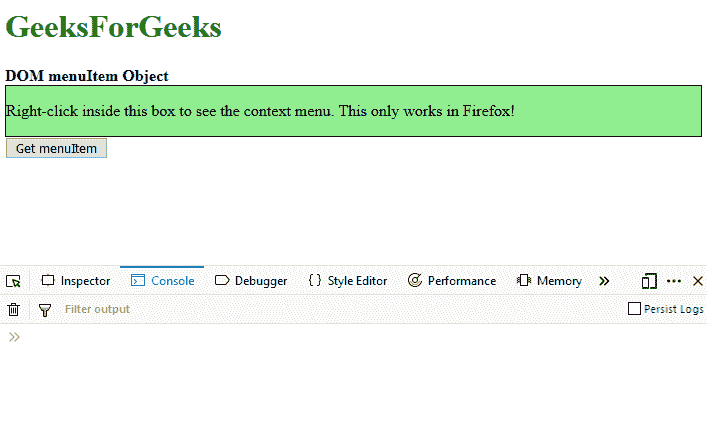 GeeksForGeeks
DOM menuItem Object
Right-click inside this box to see the context menu. This only works in Firefox!
Get menuItem
Inspector Console Debugger { } Style Editor Performance Memory »
Filter output Persist Logs
»